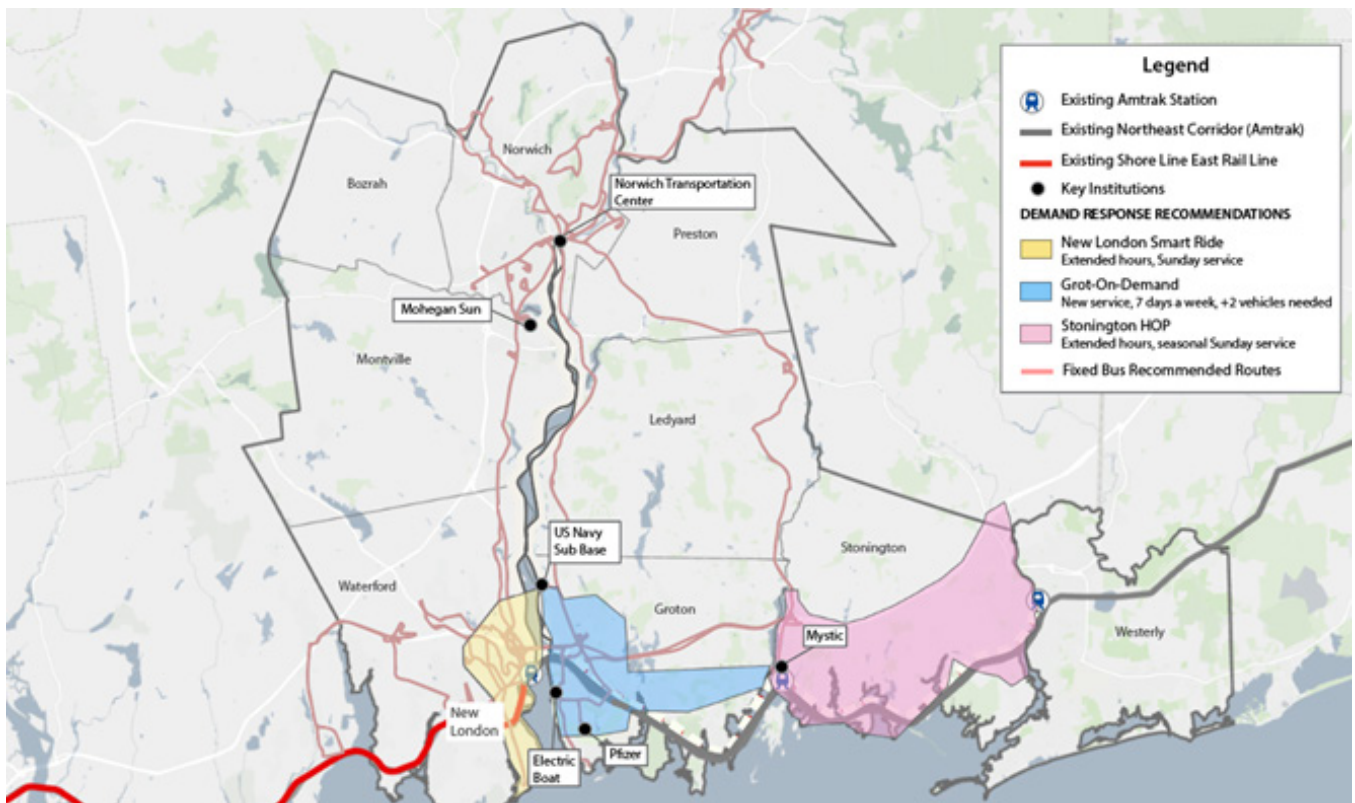 Legend
Existing Amtrak Station
Existing Northeast Corridor (Amtrak)
Existing Shore Line East Rail Line
Key Institutions
DEMAND RESPONSE RECOMMENDATIONS
New London Smart Ride
Extended hours, Sunday service
Grot-On-Demand
New service, 7 days a week, +2 vehicles needed
Stonington HOP
Extended hours, seasonal Sunday service
Fixed Bus Recommended Routes
Norwich
Bozrah
Norwich Transportation
Center
Preston
Mohegan Sun
Montville
Ledyard
US Navy
Sub Base
Stonington
Waterford
Groton
Mystic
Westerly
New
London
Pfizer
Electric
Boat